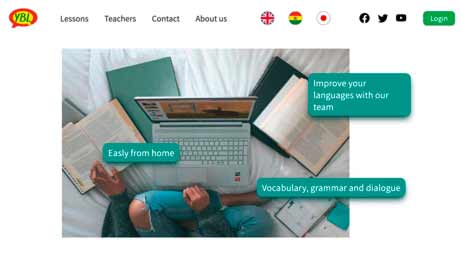 YBL
Lessons
Teachers
Contact
About us
Login
Improve your
languages with our
team
Easly from home
Vocabulary, grammar and dialogue